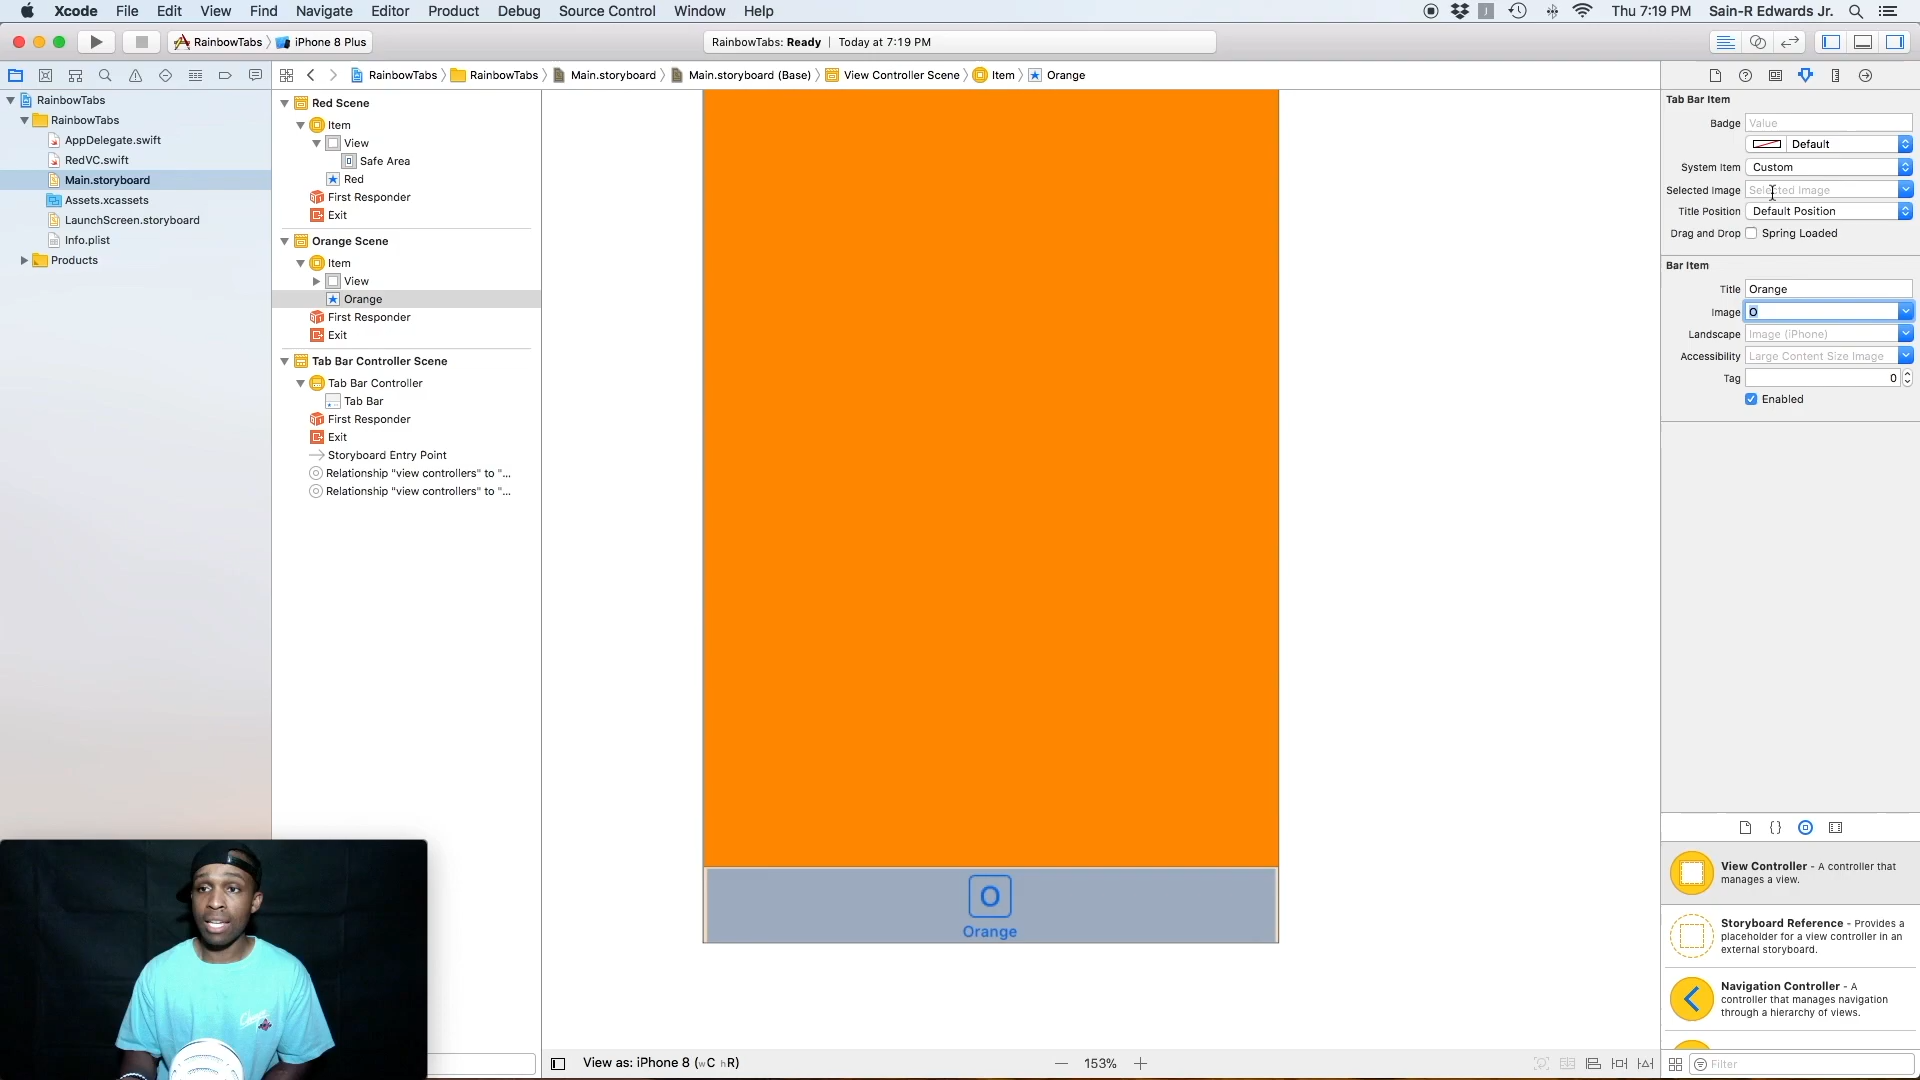 Xcode File Edit View Find Navigate Editor Product Debug Source Control Window Help Thu 7:19 PM Sain-R Edwards Jr.
RainbowTabs iPhone 8 Plus RainbowTabs: Ready | Today at 7:19 PM
RainbowTabs RainbowTabs Main.storyboard Main.storyboard (Base) View Controller Scene Item Orange
RainbowTabs
RainbowTabs
AppDelegate.swift
RedVC.swift
Main.storyboard
Assets.xcassets
LaunchScreen.storyboard
Info.plist
Products
Red Scene
Item
View
Safe Area
Red
First Responder
Exit
Orange Scene
Item
View
Orange
First Responder
Exit
Tab Bar Controller Scene
Tab Bar Controller
Tab Bar
First Responder
Exit
Storyboard Entry Point
Relationship "view controllers" to "...
Relationship "view controllers" to "...
O
Orange
View as: iPhone 8 (wC hR)
153%
Tab Bar Item
Badge Value
Default
System Item Custom
Selected Image Selected Image
Title Position Default Position
Drag and Drop Spring Loaded
Bar Item
Title Orange
Image O
Landscape Image (iPhone)
Accessibility Large Content Size Image
Tag 0
Enabled
View Controller - A controller that
manages a view.
Storyboard Reference - Provides a
placeholder for a view controller in an
external storyboard.
Navigation Controller - A
controller that manages navigation
through a hierarchy of views.
Filter